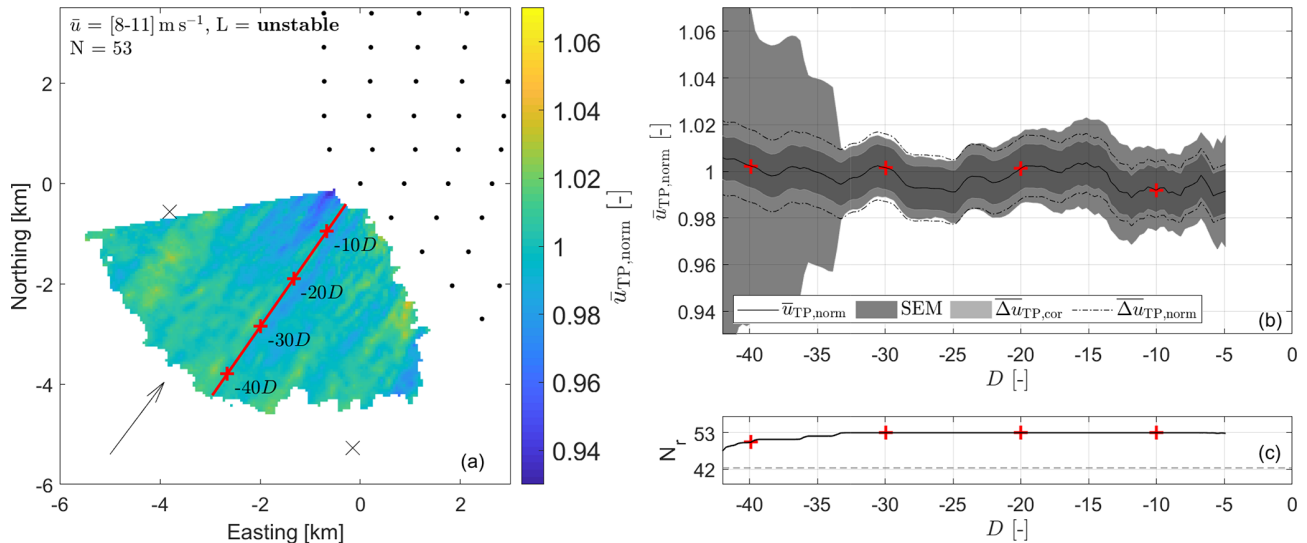 ū = [8-11] m s⁻¹, L = unstable
N = 53
2
0
-2
-4
-6
Northing [km]
-6
-4
-2
0
2
Easting [km]
-10D
-20D
-30D
-40D
(a)
1.06
1.04
1.02
1
0.98
0.96
0.94
ū_TP,norm [-]
1.06
1.04
1.02
1
0.98
0.96
0.94
ū_TP,norm [-]
u̅_TP,norm SEM Δ̅u̅_TP,cor Δ̅u̅_TP,norm
(b)
-40 -35 -30 -25 -20 -15 -10 -5 0
D [-]
53
42
N_r
(c)
-40 -35 -30 -25 -20 -15 -10 -5 0
D [-]